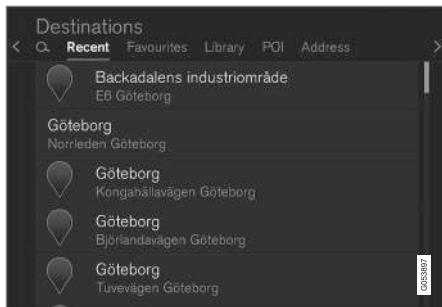 Destinations
Recent Favourites Library POI Address
Backadalens industriområde
E6 Göteborg
Göteborg
Norrleden Göteborg
Göteborg
Kongahällavägen Göteborg
Göteborg
Björlandavägen Göteborg
Göteborg
Tuvevägen Göteborg
G053897